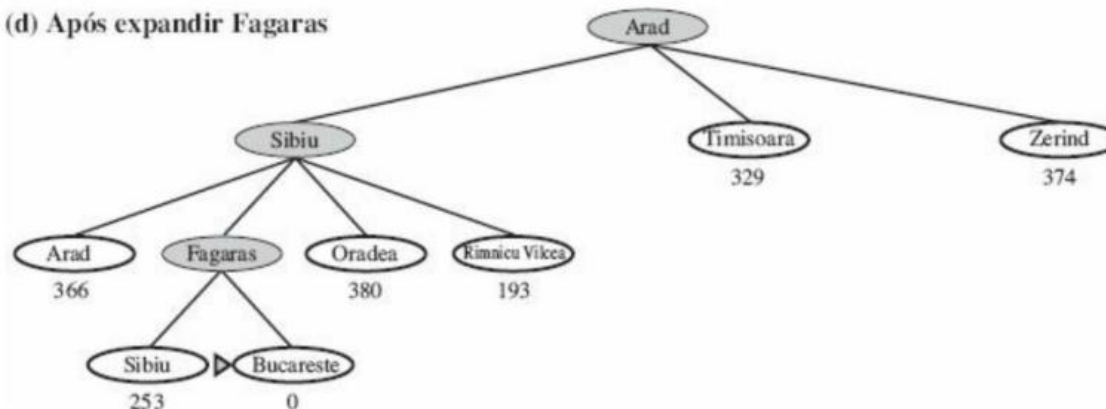 (d) Após expandir Fagaras
Arad
Sibiu
Timisoara
Zerind
329
374
Arad
Fagaras
Oradea
Rimnicu Vilcea
366
380
193
Sibiu
Bucareste
253
0